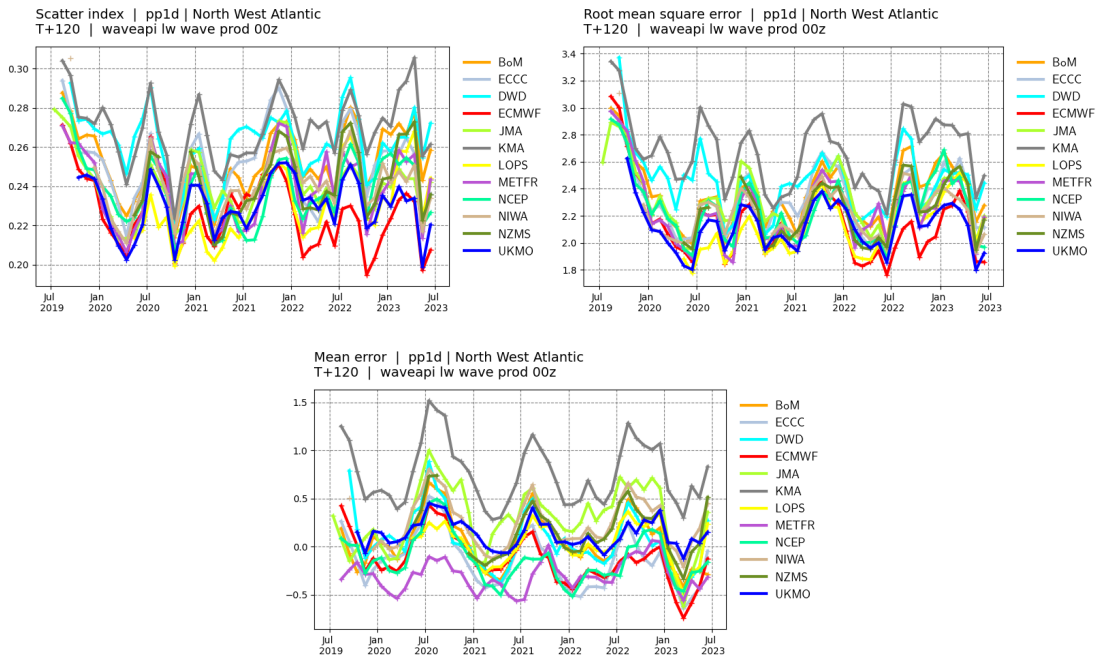 Scatter index | pp1d | North West Atlantic
T+120 | waveapi lw wave prod 00z
0.30
0.28
0.26
0.24
0.22
0.20
Jul 2019
Jan 2020
Jul 2020
Jan 2021
Jul 2021
Jan 2022
Jul 2022
Jan 2023
Jul 2023
BoM
ECCC
DWD
ECMWF
JMA
KMA
LOPS
METFR
NCEP
NIWA
NZMS
UKMO
Root mean square error | pp1d | North West Atlantic
T+120 | waveapi lw wave prod 00z
3.4
3.2
3.0
2.8
2.6
2.4
2.2
2.0
1.8
Jul 2019
Jan 2020
Jul 2020
Jan 2021
Jul 2021
Jan 2022
Jul 2022
Jan 2023
Jul 2023
BoM
ECCC
DWD
ECMWF
JMA
KMA
LOPS
METFR
NCEP
NIWA
NZMS
UKMO
Mean error | pp1d | North West Atlantic
T+120 | waveapi lw wave prod 00z
1.5
1.0
0.5
0.0
−0.5
Jul 2019
Jan 2020
Jul 2020
Jan 2021
Jul 2021
Jan 2022
Jul 2022
Jan 2023
Jul 2023
BoM
ECCC
DWD
ECMWF
JMA
KMA
LOPS
METFR
NCEP
NIWA
NZMS
UKMO